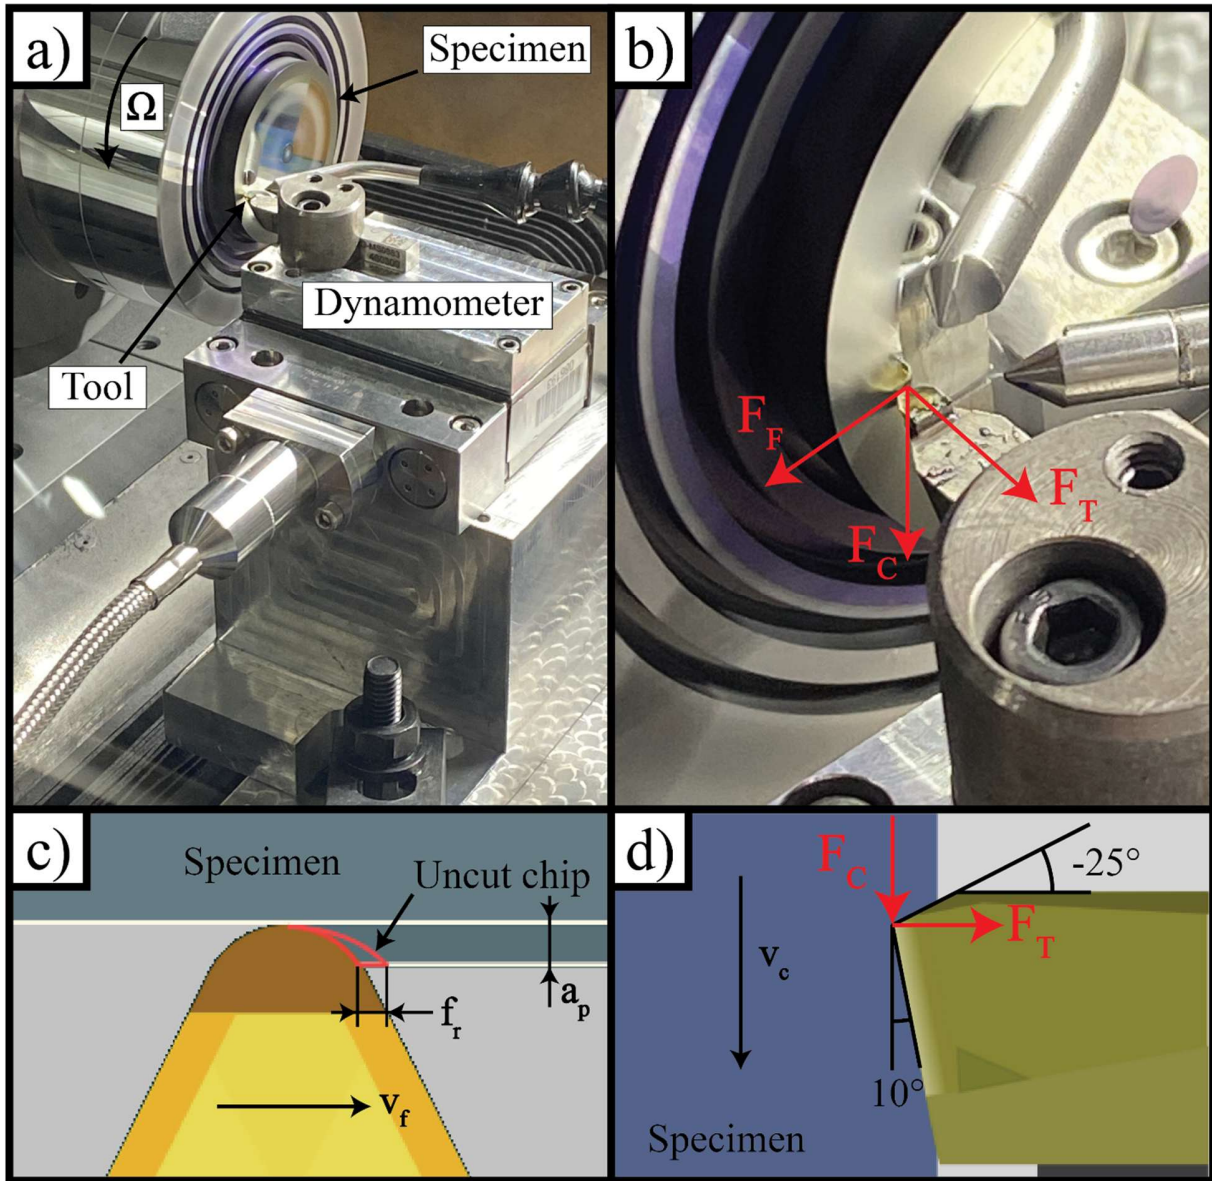 a)
Specimen
Ω
Dynamometer
Tool
b)
F_F
F_T
F_C
c)
Specimen
Uncut chip
a_p
f_r
v_f
d)
F_C
-25°
F_T
v_c
10°
Specimen